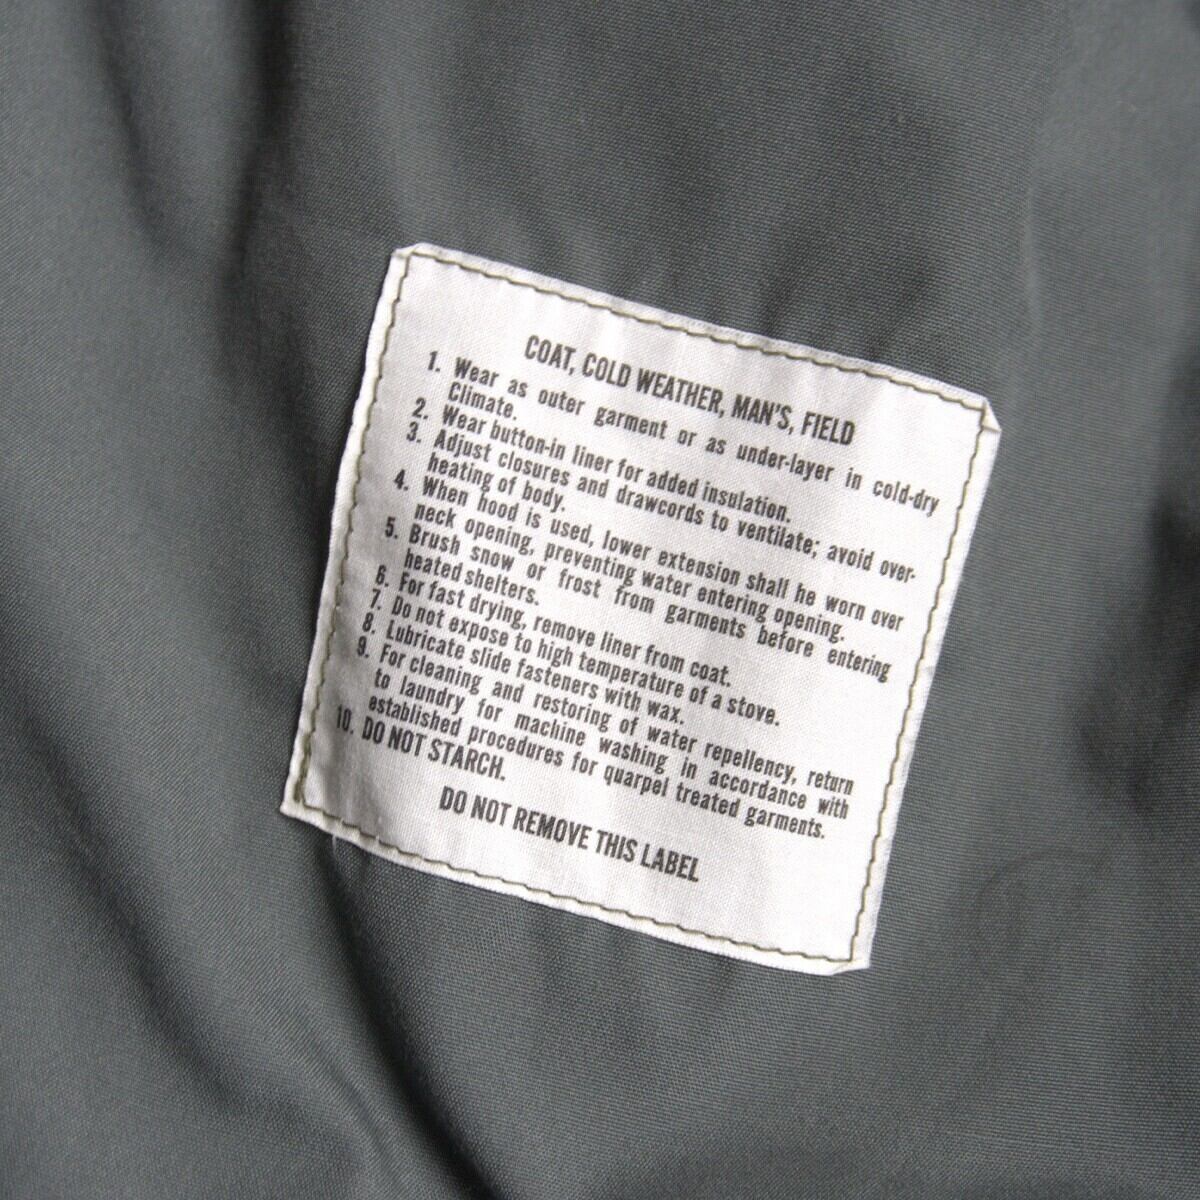 COAT, COLD WEATHER, MAN'S, FIELD
1. Wear as outer garment or as under-layer in cold-dry
Climate.
2. Wear button-in liner for added insulation.
3. Adjust closures and drawcords to ventilate; avoid over-
heating of body.
4. When hood is used, lower extension shall he worn over
neck opening, preventing water entering opening.
5. Brush snow or frost from garments before entering
heated shelters.
6. For fast drying, remove liner from coat.
7. Do not expose to high temperature of a stove.
8. Lubricate slide fasteners with wax.
9. For cleaning and restoring of water repellency, return
to laundry for machine washing in accordance with
established procedures for quarpel treated garments.
10. DO NOT STARCH.
DO NOT REMOVE THIS LABEL